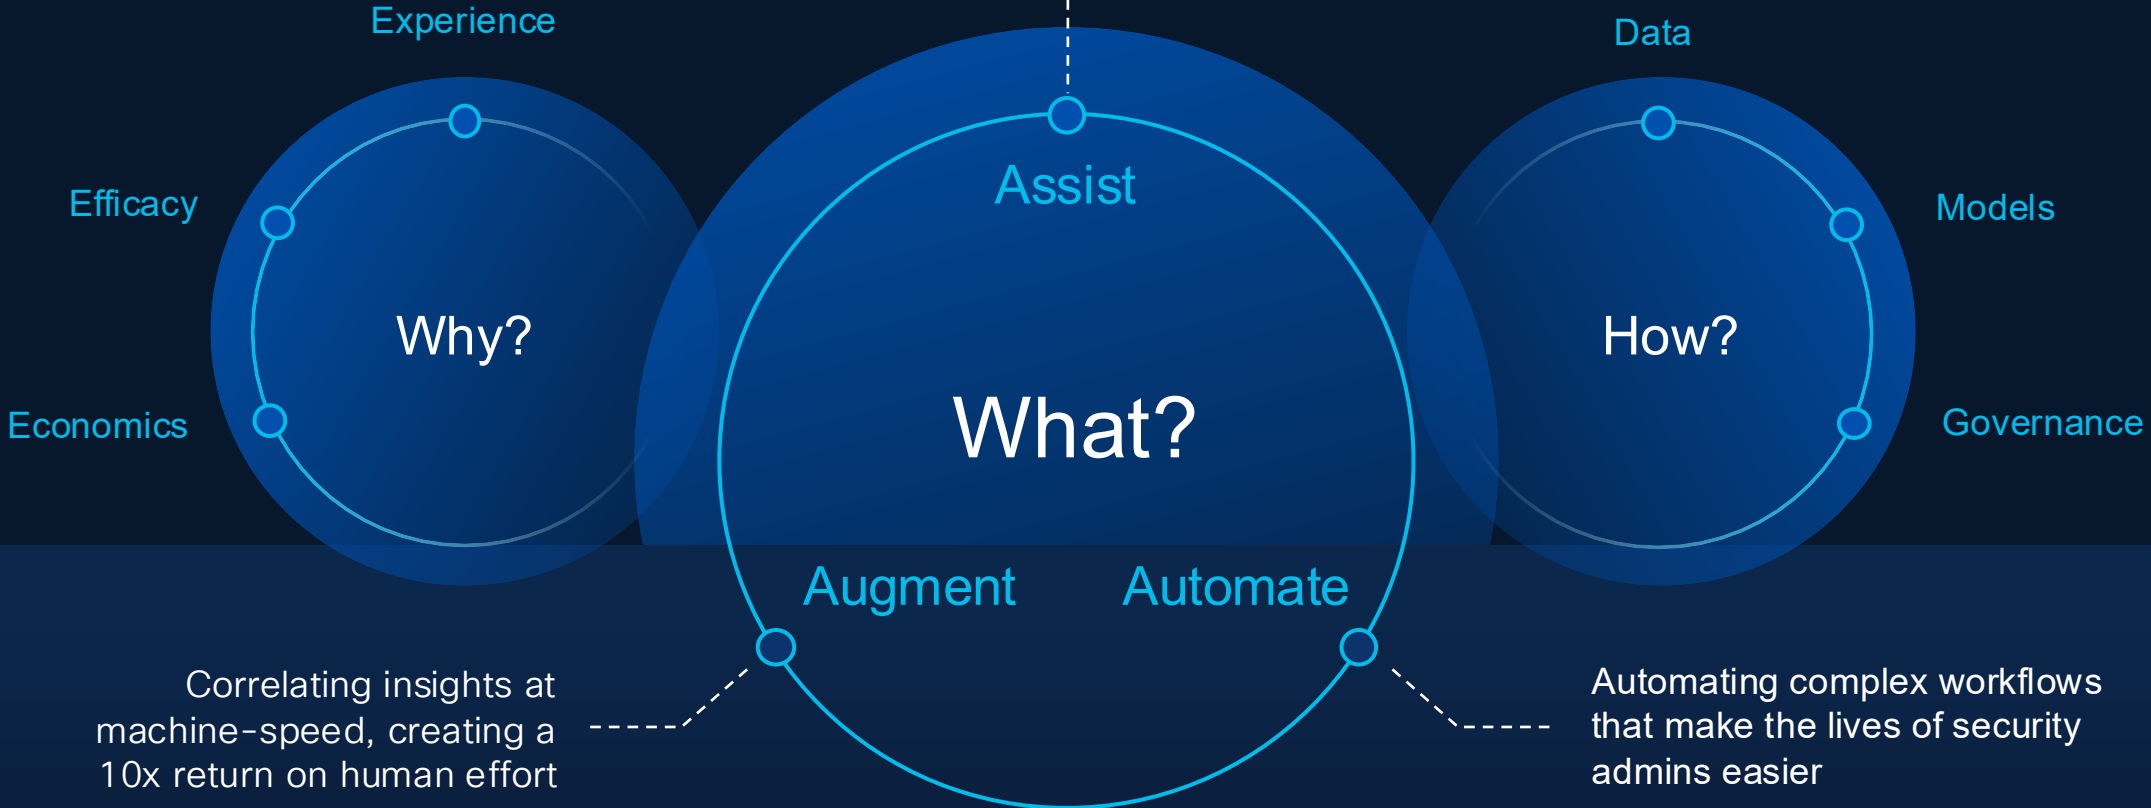 Experience
Efficacy
Economics
Why?
Assist
What?
Augment
Automate
Data
Models
Governance
How?
Correlating insights at
machine-speed, creating a
10x return on human effort
Automating complex workflows
that make the lives of security
admins easier